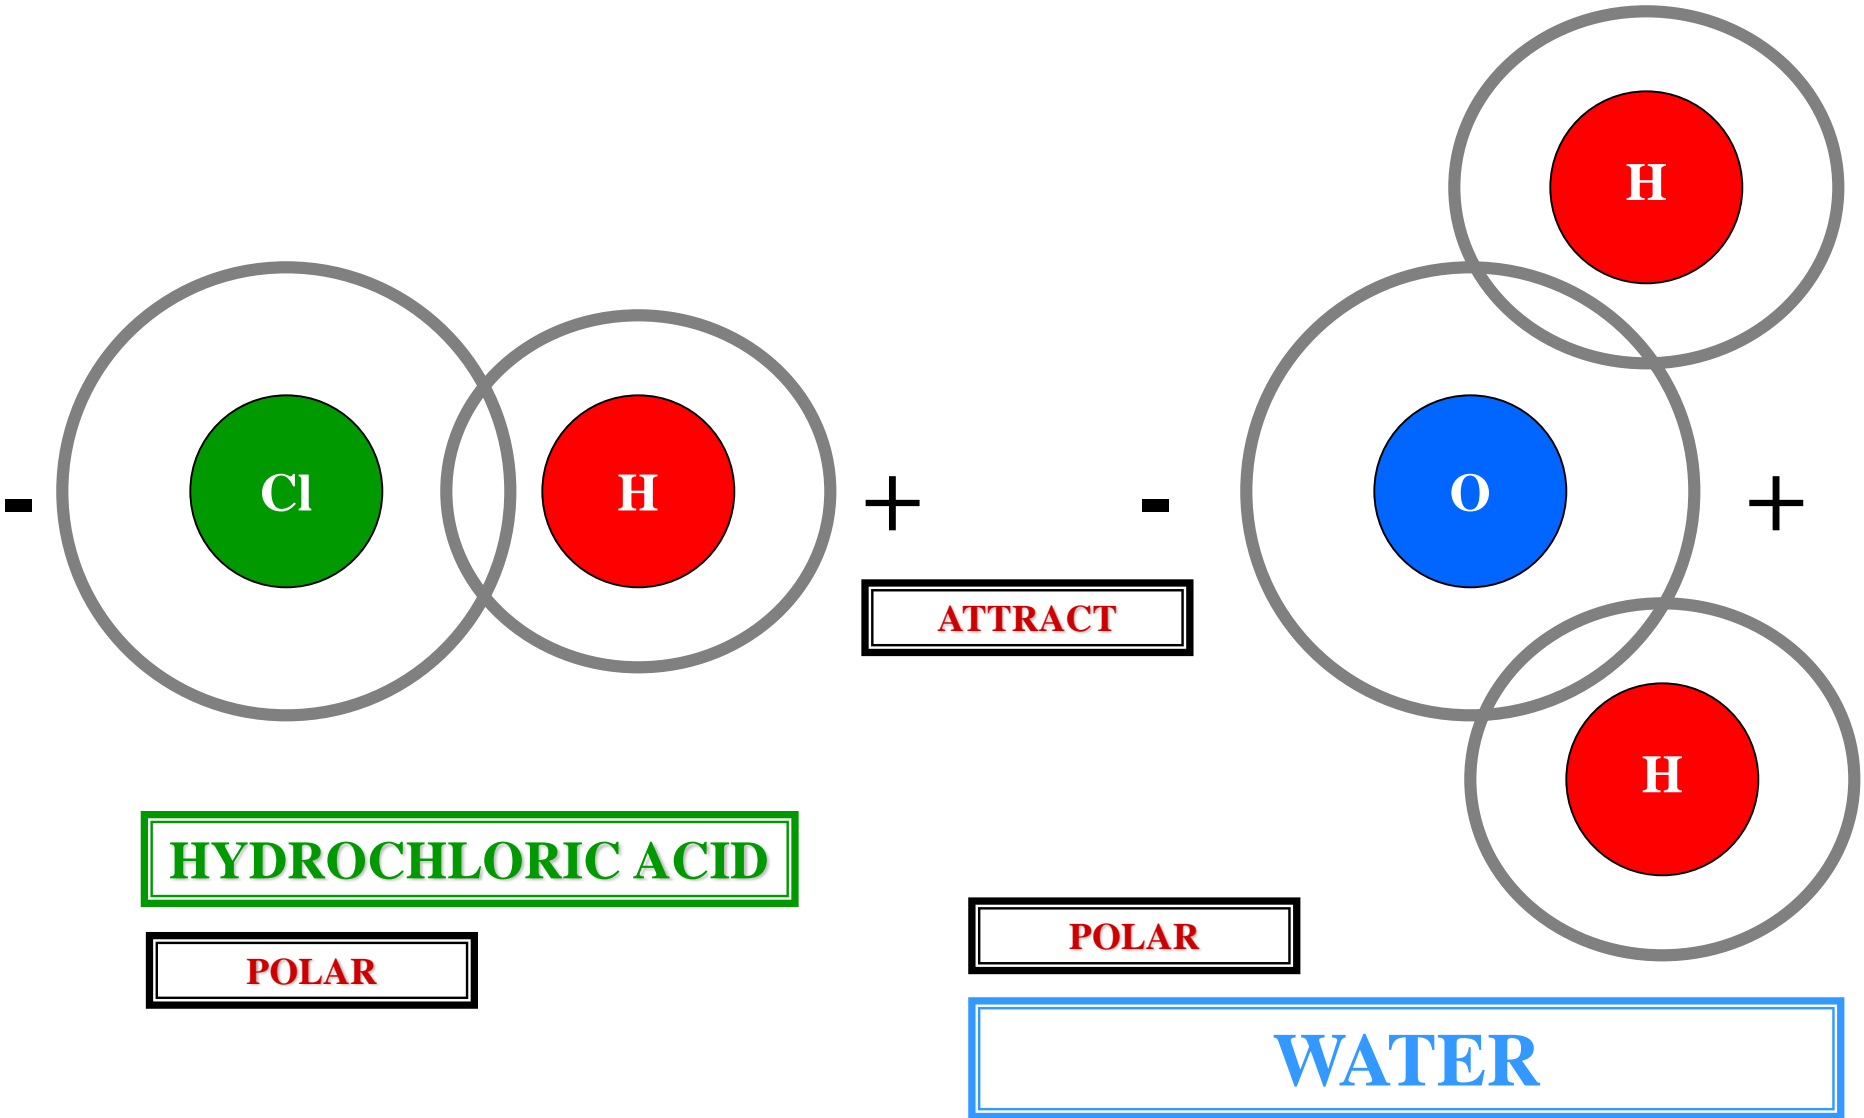 H
Cl
H
O
-
+
-
+
ATTRACT
H
HYDROCHLORIC ACID
POLAR
POLAR
WATER